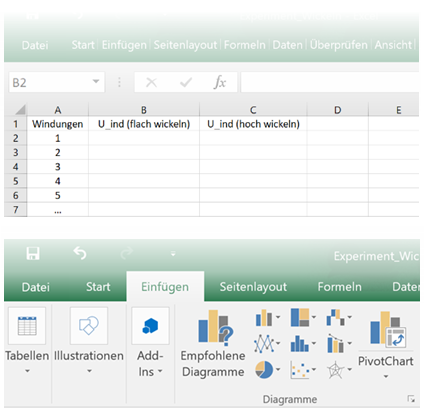 Datei Start Einfügen Seitenlayout Formeln Daten Überprüfen Ansicht
B2 fx
A B C D E
1 Windungen U_ind (flach wickeln) U_ind (hoch wickeln)
2 1
3 2
4 3
5 4
6 5
7 ...
Experiment_Wic
Datei Start Einfügen Seitenlayout Formeln Daten
Tabellen Illustrationen Add-
Ins Empfohlene
Diagramme PivotChart
Diagramme